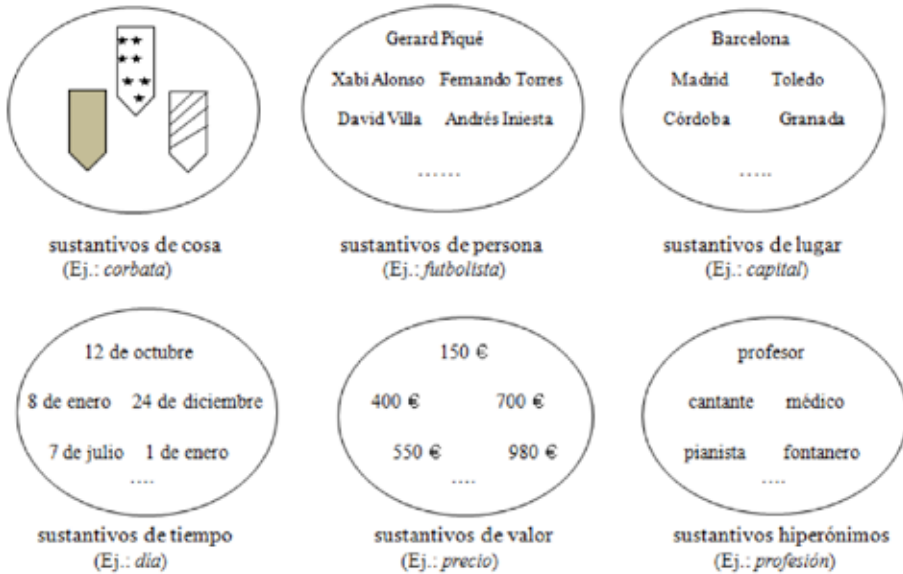 Gerard Piqué
Xabi Alonso Fernando Torres
David Villa Andrés Iniesta
......
Barcelona
Madrid Toledo
Córdoba Granada
.....
sustantivos de cosa
(Ej.: corbata)
sustantivos de persona
(Ej.: futbolista)
sustantivos de lugar
(Ej.: capital)
12 de octubre
8 de enero 24 de diciembre
7 de julio 1 de enero
....
150 €
400 € 700 €
550 € 980 €
....
profesor
cantante médico
pianista fontanero
....
sustantivos de tiempo
(Ej.: día)
sustantivos de valor
(Ej.: precio)
sustantivos hiperónimos
(Ej.: profesión)